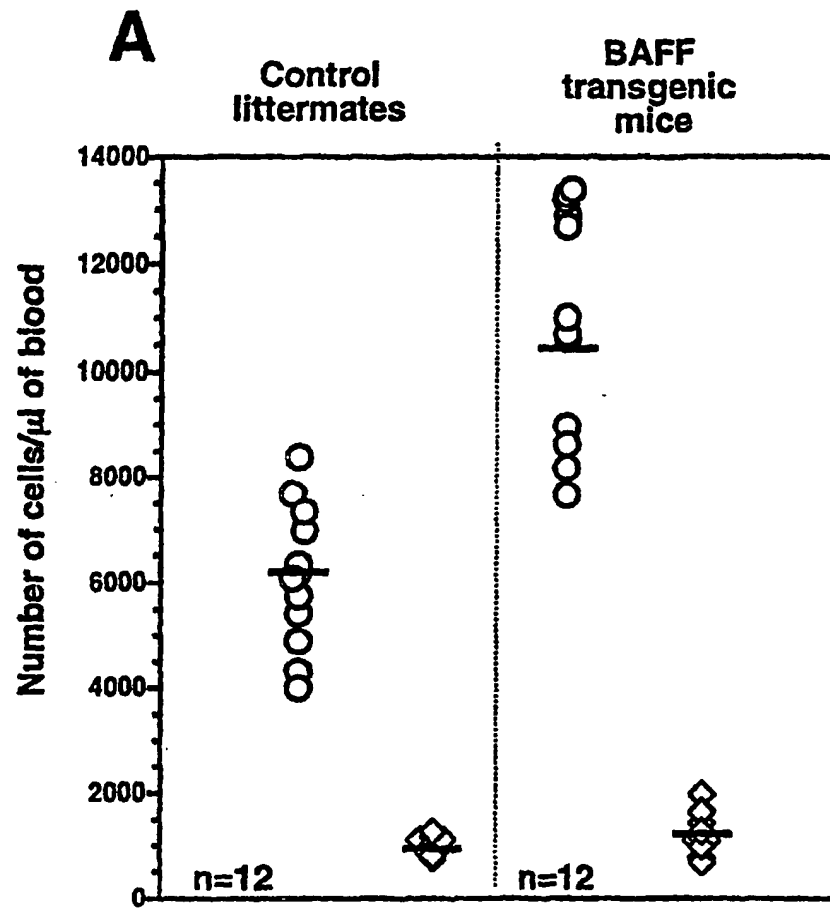 A
Control
littermates
BAFF
transgenic
mice
Number of cells/µl of blood
14000
12000
10000
8000
6000
4000
2000
0
n=12
n=12